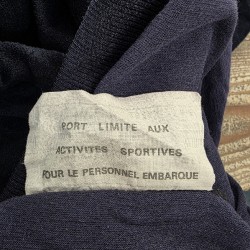 PORT LIMITE AUX
ACTIVITES SPORTIVES
POUR LE PERSONNEL EMBARQUE